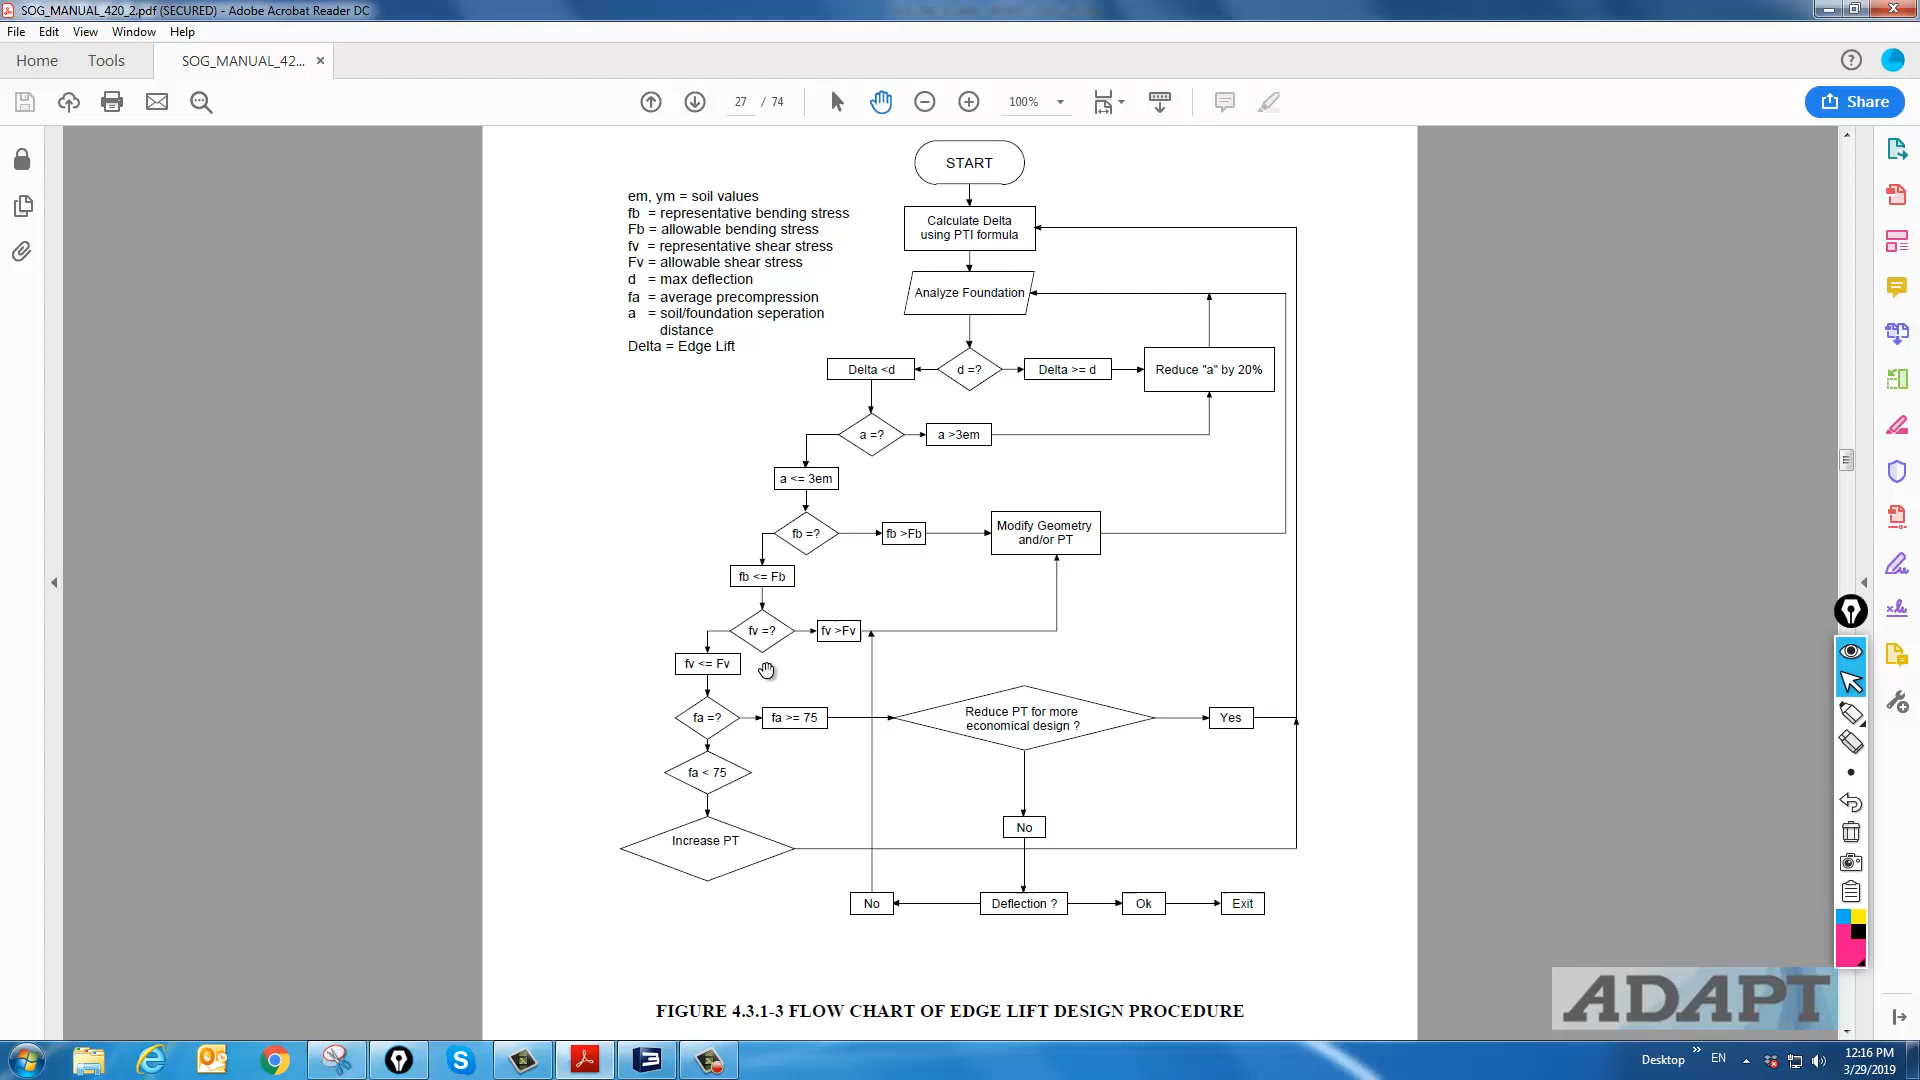 SOG_MANUAL_420_2.pdf (SECURED) - Adobe Acrobat Reader DC
File Edit View Window Help
Home Tools SOG_MANUAL_42... ×
27 / 74 100% Share
START
em, ym = soil values
fb = representative bending stress
Fb = allowable bending stress
fv = representative shear stress
Fv = allowable shear stress
d = max deflection
fa = average precompression
a = soil/foundation seperation
distance
Delta = Edge Lift
Calculate Delta
using PTI formula
Analyze Foundation
Delta <d
d =?
Delta >= d
Reduce "a" by 20%
a =?
a >3em
a <= 3em
fb =?
fb >Fb
Modify Geometry
and/or PT
fb <= Fb
fv =?
fv >Fv
fv <= Fv
fa =?
fa >= 75
Reduce PT for more
economical design ?
Yes
fa < 75
Increase PT
No
No
Deflection ?
Ok
Exit
FIGURE 4.3.1-3 FLOW CHART OF EDGE LIFT DESIGN PROCEDURE
ADAPT
Desktop » EN 12:16 PM
3/29/2019